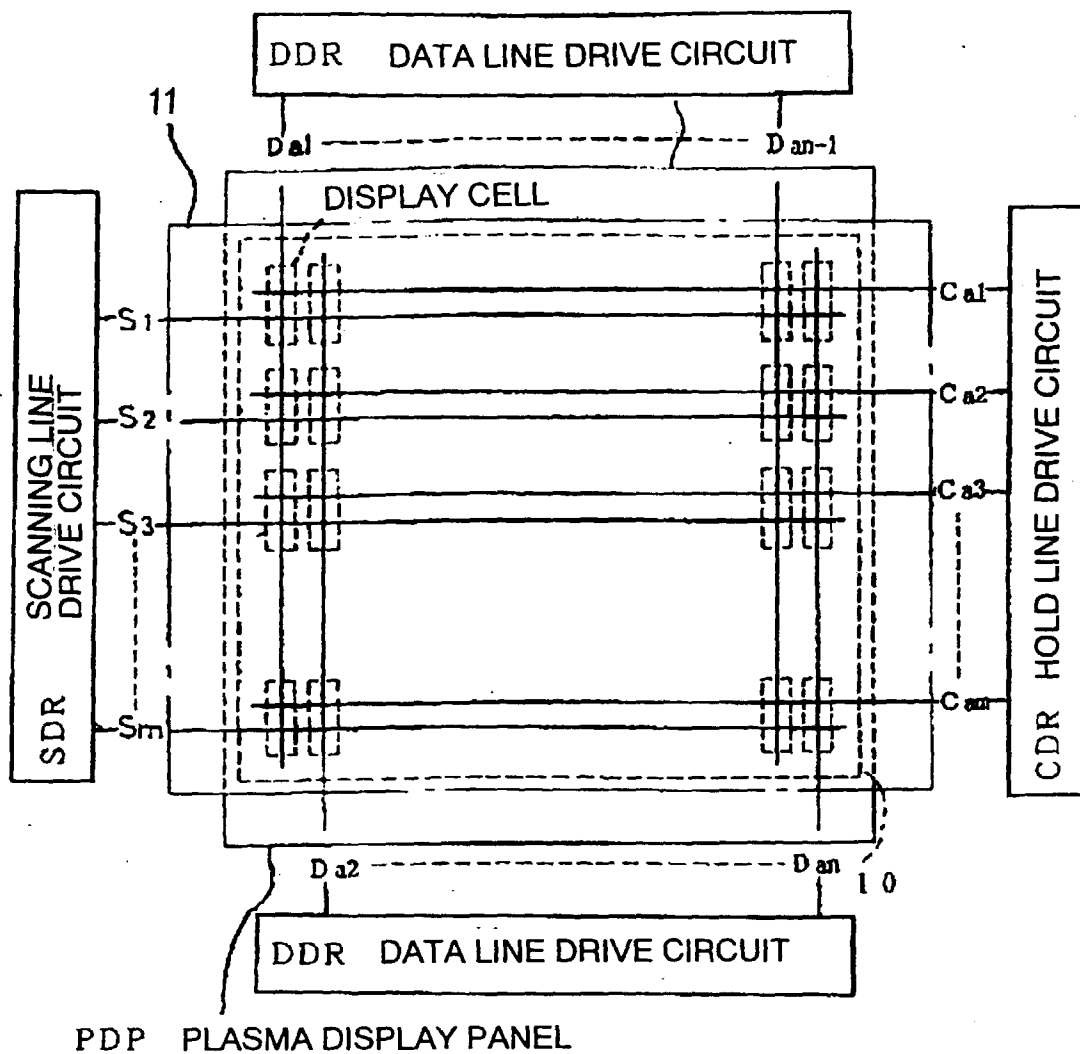 DDR DATA LINE DRIVE CIRCUIT
11
Da1 Dan-1
DISPLAY CELL
SCANNING LINE
DRIVE CIRCUIT
SDR
S1
S2
S3
Sm
Ca1
Ca2
Ca3
Cam
CDR HOLD LINE DRIVE CIRCUIT
Da2 Dan
10
DDR DATA LINE DRIVE CIRCUIT
PDP PLASMA DISPLAY PANEL